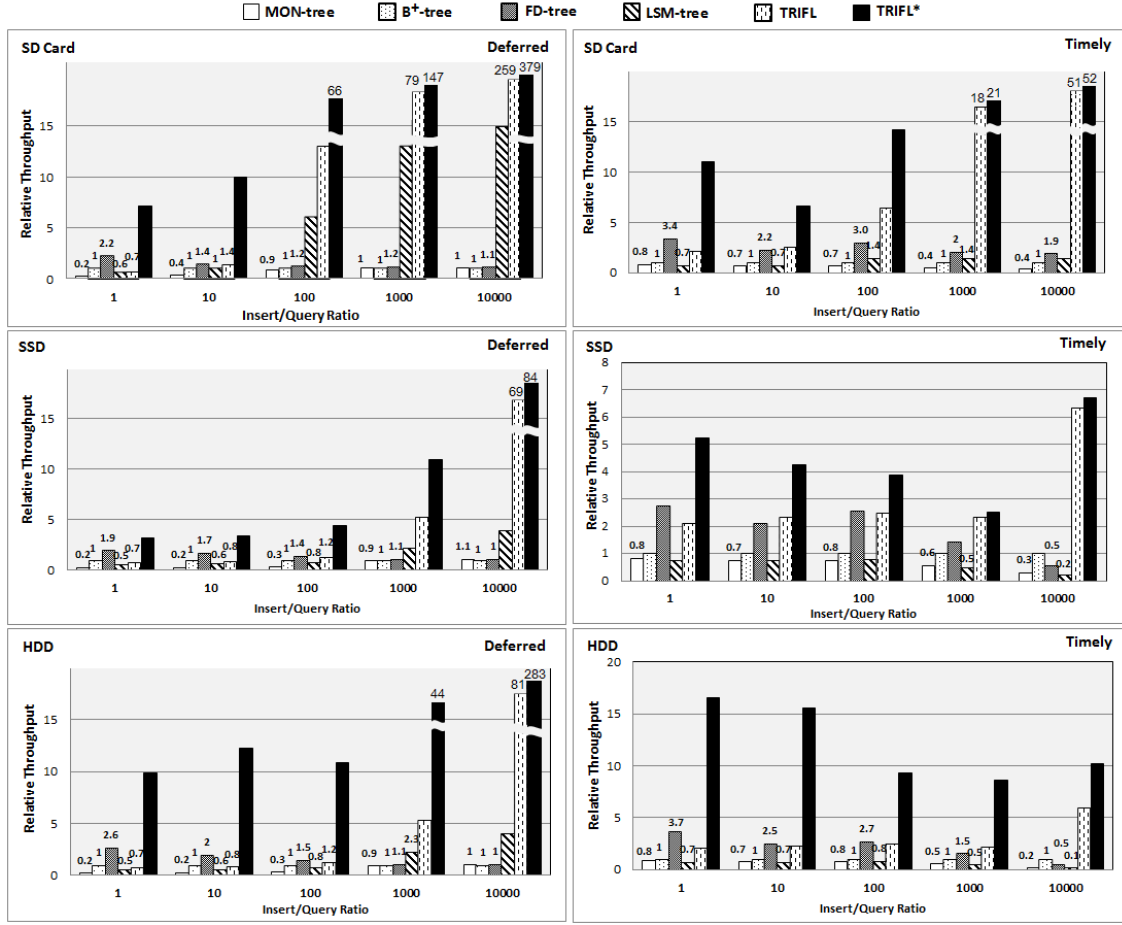 MON-tree B+-tree FD-tree LSM-tree TRIFL TRIFL*
SD Card Deferred
Relative Throughput
15
10
5
0
0.2 1 2.2 0.6 0.7
0.4 1 1.4 1 1.4
0.9 1 1.2 66
1 1 1.2 79 147
1 1 1.1 259 379
1 10 100 1000 10000
Insert/Query Ratio
SD Card Timely
Relative Throughput
15
10
5
0
0.8 1 3.4 0.7
0.7 1 2.2 0.7
0.7 1 3.0 1.4
0.4 1 2 1.4 18 21
0.4 1 1.9 1.4 51 52
1 10 100 1000 10000
Insert/Query Ratio
SSD Deferred
Relative Throughput
15
10
5
0
0.2 1 1.9 0.5 0.7
0.2 1 1.7 0.6 0.8
0.3 1 1.4 0.8 1.2
0.9 1 1.1
1.1 1 1 69 84
1 10 100 1000 10000
Insert/Query Ratio
SSD Timely
Relative Throughput
8
7
6
5
4
3
2
1
0
0.8
0.7
0.8
0.6 0.5
0.3 0.5 0.2
1 10 100 1000 10000
Insert/Query Ratio
HDD Deferred
Relative Throughput
15
10
5
0
0.2 1 2.6 0.5 0.7
0.2 1 2 0.6 0.8
0.3 1 1.5 0.8 1.2
0.9 1 1.1 2.3 44
1 1 1 81 283
1 10 100 1000 10000
Insert/Query Ratio
HDD Timely
Relative Throughput
20
15
10
5
0
0.8 1 3.7 0.7
0.7 1 2.5 0.7
0.8 1 2.7 0.8
0.5 1 1.5 0.5
0.2 1 0.5 0.1
1 10 100 1000 10000
Insert/Query Ratio